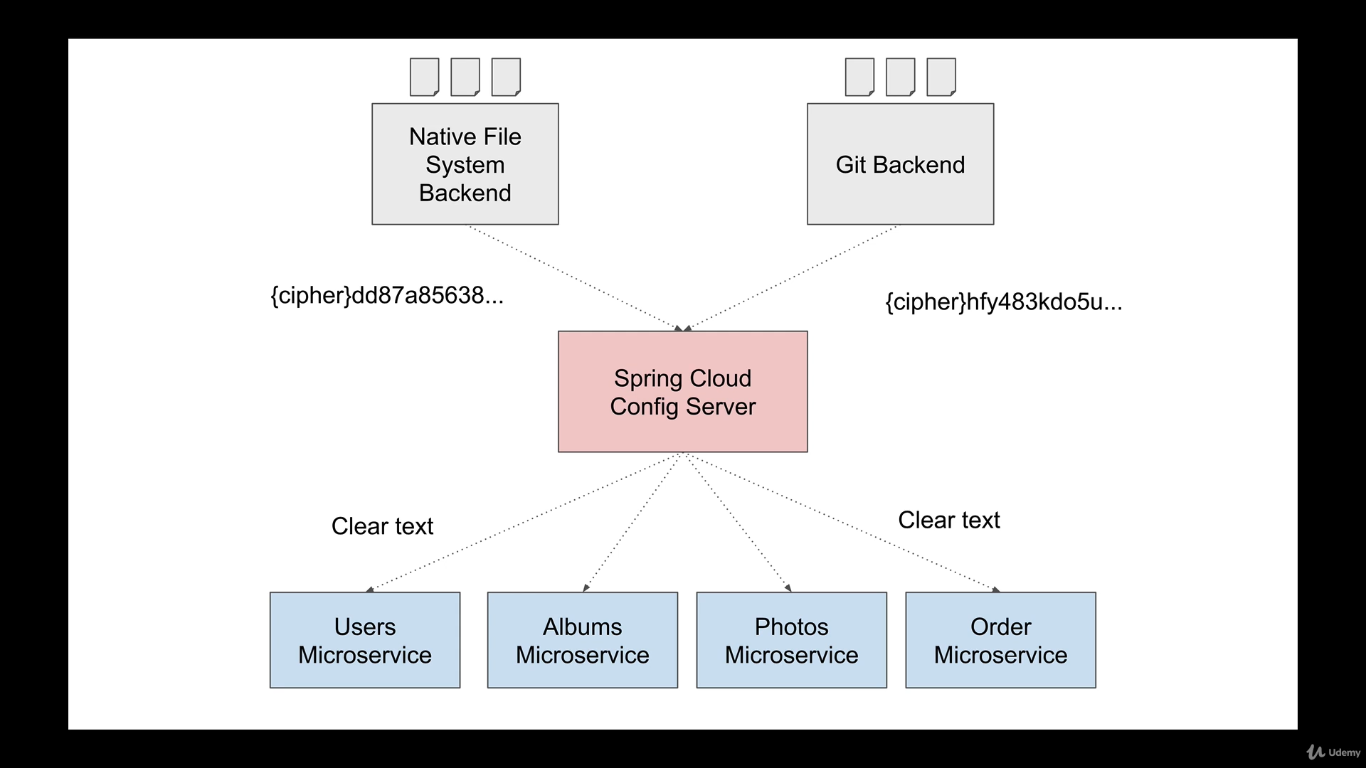 Native File
System
Backend
Git Backend
{cipher}dd87a85638...
{cipher}hfy483kdo5u...
Spring Cloud
Config Server
Clear text
Clear text
Users
Microservice
Albums
Microservice
Photos
Microservice
Order
Microservice
Udemy